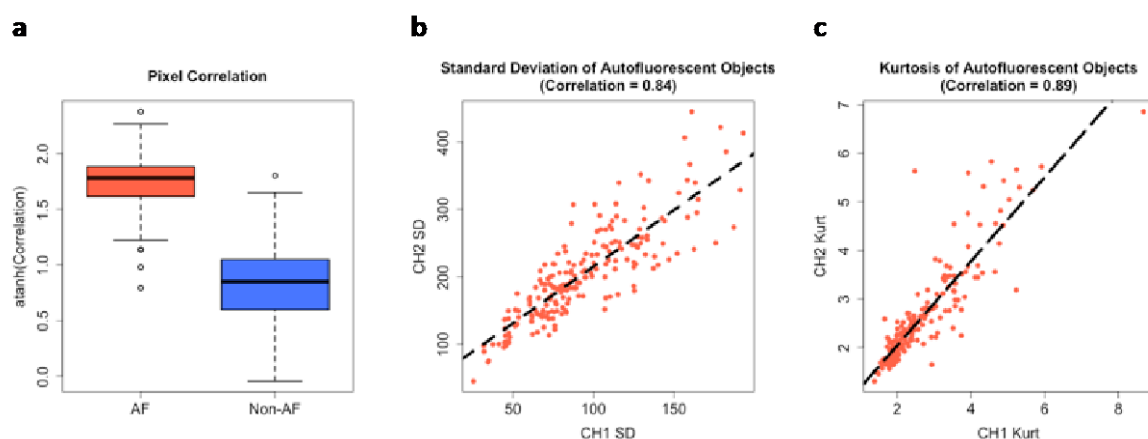 a
Pixel Correlation
atanh(Correlation)
2.0
1.5
1.0
0.5
0.0
AF
Non-AF
b
Standard Deviation of Autofluorescent Objects
(Correlation = 0.84)
CH2 SD
400
300
200
100
50
100
150
CH1 SD
c
Kurtosis of Autofluorescent Objects
(Correlation = 0.89)
CH2 Kurt
7
6
5
4
3
2
2
4
6
8
CH1 Kurt